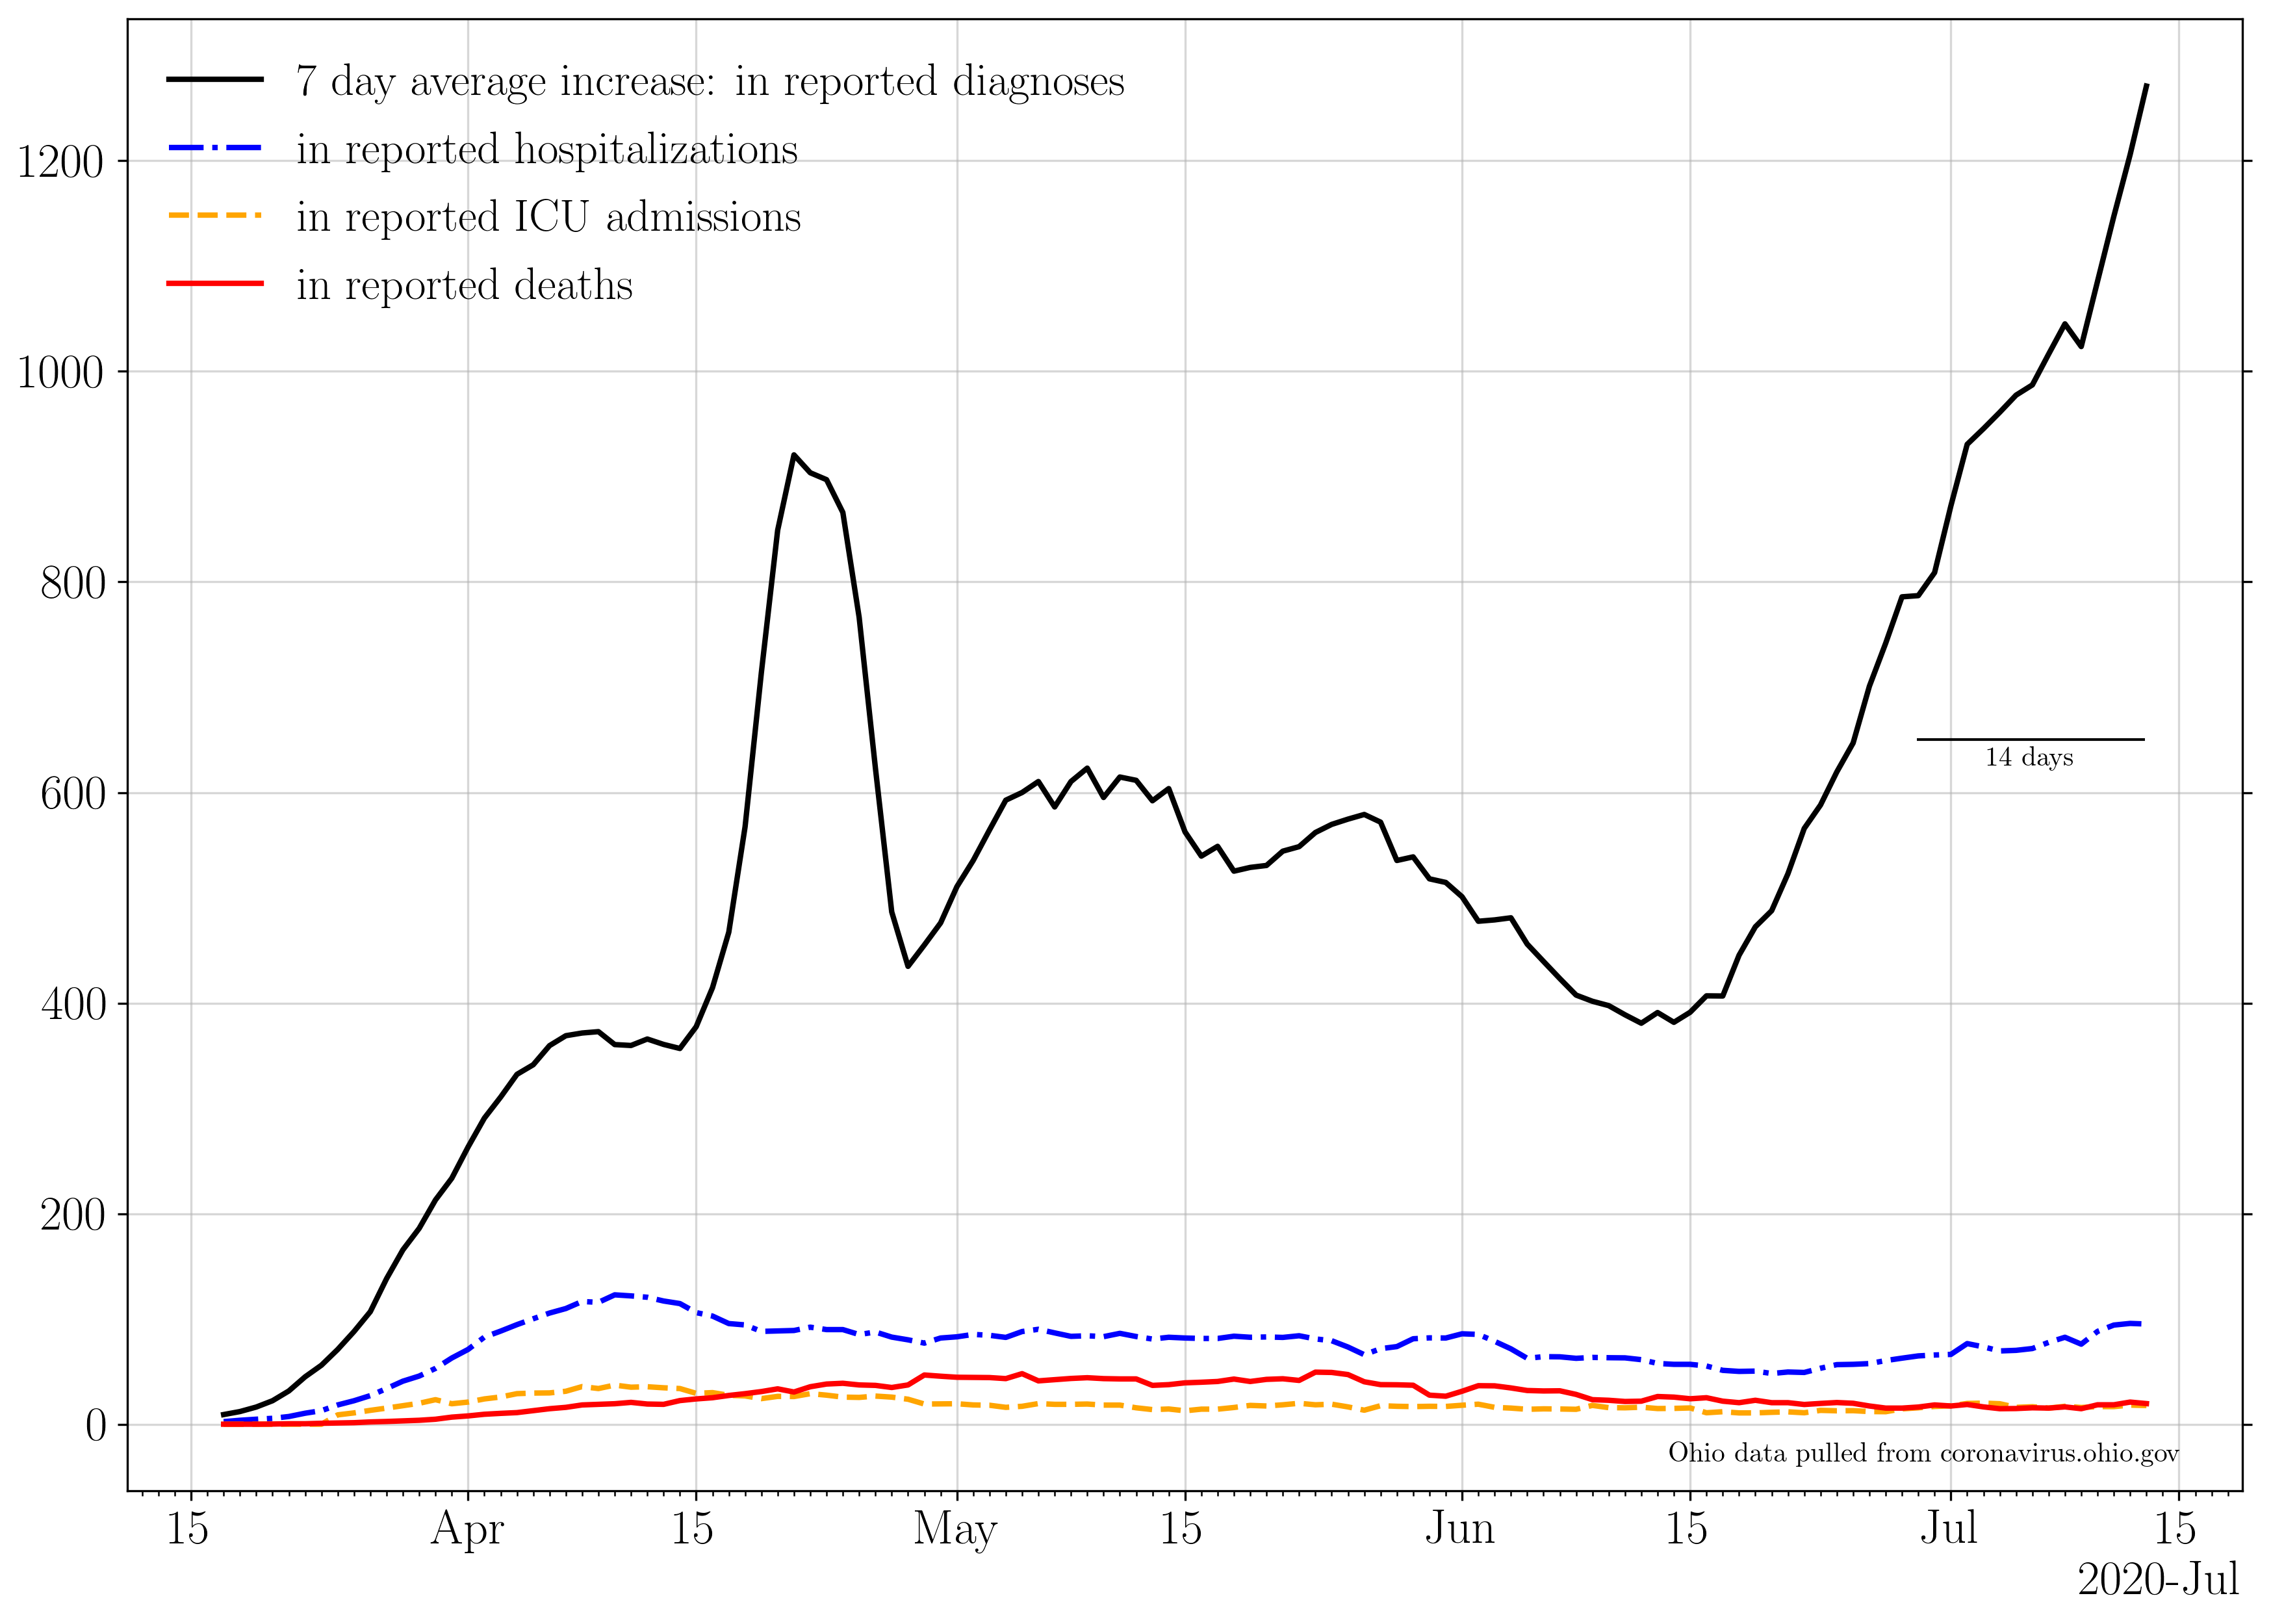 7 day average increase: in reported diagnoses
in reported hospitalizations
in reported ICU admissions
in reported deaths
1200
1000
800
600
400
200
0
14 days
Ohio data pulled from coronavirus.ohio.gov
15 Apr 15 May 15 Jun 15 Jul 15
2020-Jul